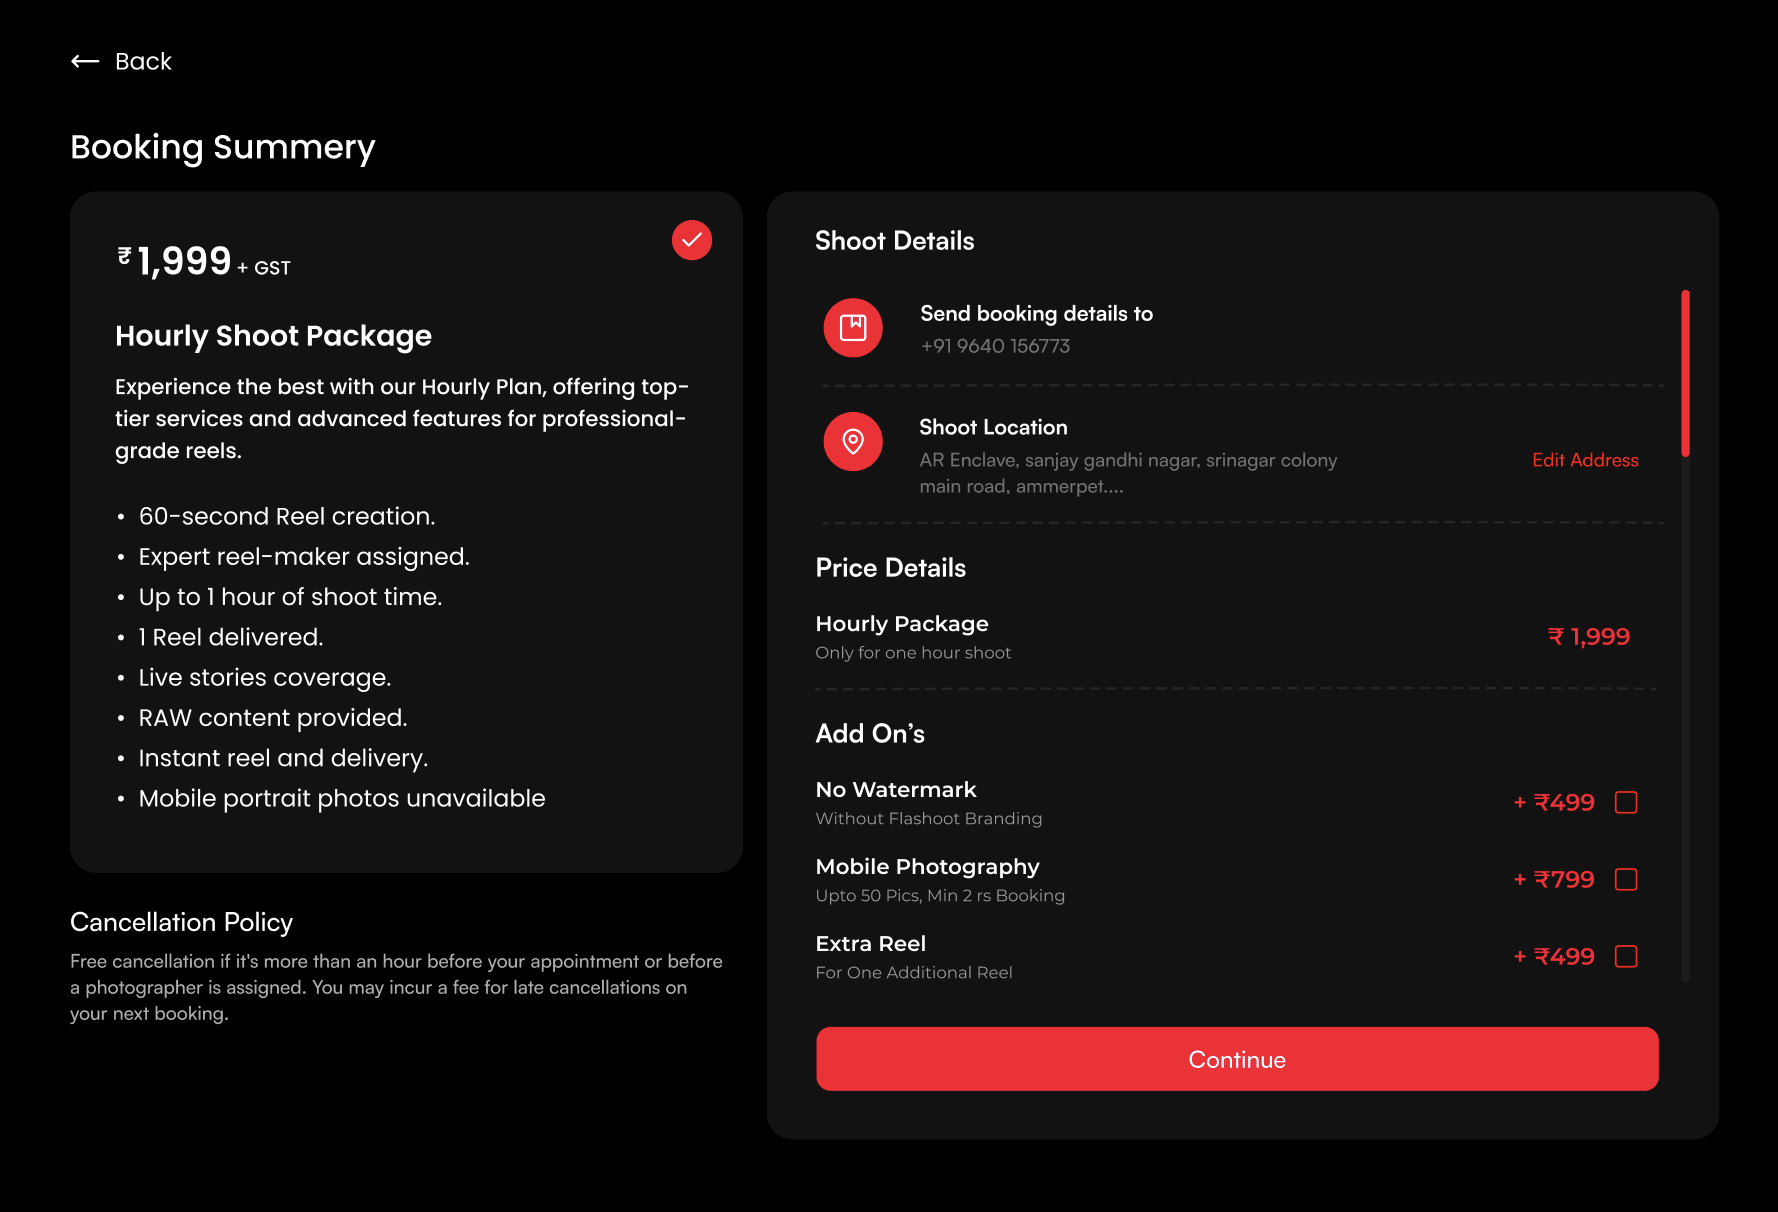 ← Back
Booking Summery
₹1,999 + GST
Hourly Shoot Package
Experience the best with our Hourly Plan, offering top-
tier services and advanced features for professional-
grade reels.
• 60-second Reel creation.
• Expert reel-maker assigned.
• Up to 1 hour of shoot time.
• 1 Reel delivered.
• Live stories coverage.
• RAW content provided.
• Instant reel and delivery.
• Mobile portrait photos unavailable
Cancellation Policy
Free cancellation if it's more than an hour before your appointment or before
a photographer is assigned. You may incur a fee for late cancellations on
your next booking.
Shoot Details
Send booking details to
+91 9640 156773
Shoot Location
AR Enclave, sanjay gandhi nagar, srinagar colony
main road, ammerpet....
Edit Address
Price Details
Hourly Package
Only for one hour shoot
₹ 1,999
Add On’s
No Watermark
Without Flashoot Branding
+ ₹499
Mobile Photography
Upto 50 Pics, Min 2 rs Booking
+ ₹799
Extra Reel
For One Additional Reel
+ ₹499
Continue